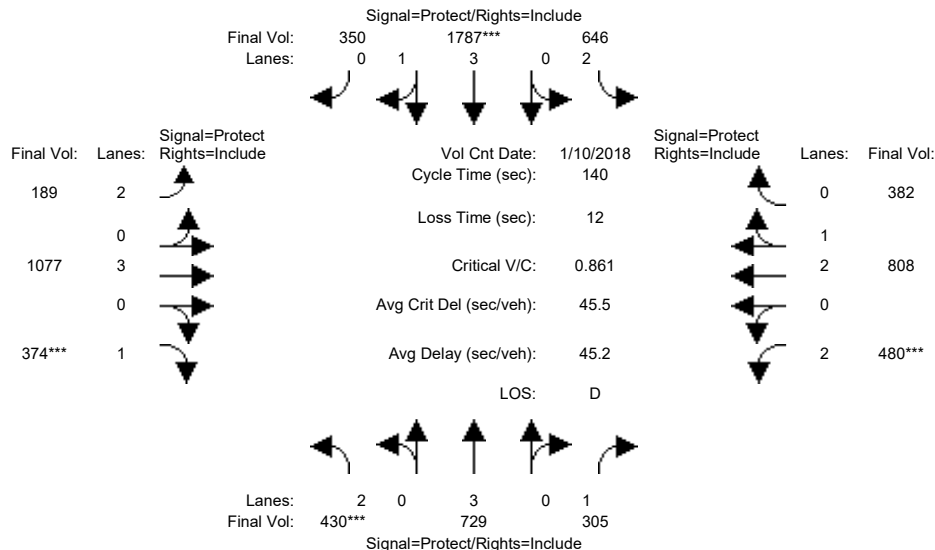 Signal=Protect/Rights=Include
Final Vol: 350 1787*** 646
Lanes: 0 1 3 0 2
Signal=Protect Signal=Protect
Final Vol: Lanes: Rights=Include Vol Cnt Date: 1/10/2018 Rights=Include Lanes: Final Vol:
Cycle Time (sec): 140
189 2 0 382
Loss Time (sec): 12
0 1
1077 3 Critical V/C: 0.861 2 808
0 Avg Crit Del (sec/veh): 45.5 0
374*** 1 Avg Delay (sec/veh): 45.2 2 480***
LOS: D
Lanes: 2 0 3 0 1
Final Vol: 430*** 729 305
Signal=Protect/Rights=Include